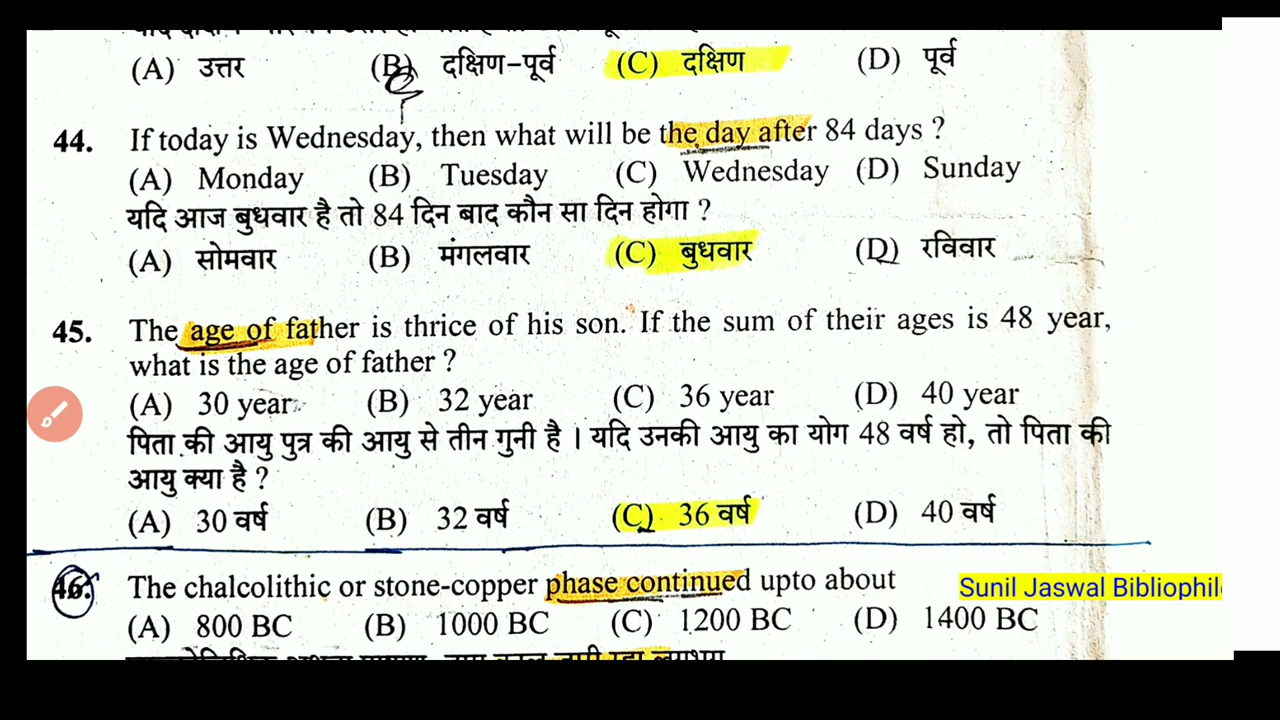 (A) उत्तर (B) दक्षिण-पूर्व (C) दक्षिण (D) पूर्व
44. If today is Wednesday, then what will be the day after 84 days ?
(A) Monday (B) Tuesday (C) Wednesday (D) Sunday
यदि आज बुधवार है तो 84 दिन बाद कौन सा दिन होगा ?
(A) सोमवार (B) मंगलवार (C) बुधवार (D) रविवार
45. The age of father is thrice of his son. If the sum of their ages is 48 year,
what is the age of father ?
(A) 30 year (B) 32 year (C) 36 year (D) 40 year
पिता की आयु पुत्र की आयु से तीन गुनी है । यदि उनकी आयु का योग 48 वर्ष हो, तो पिता की
आयु क्या है ?
(A) 30 वर्ष (B) 32 वर्ष (C) 36 वर्ष (D) 40 वर्ष
46. The chalcolithic or stone-copper phase continued upto about
Sunil Jaswal Bibliophil
(A) 800 BC (B) 1000 BC (C) 1200 BC (D) 1400 BC